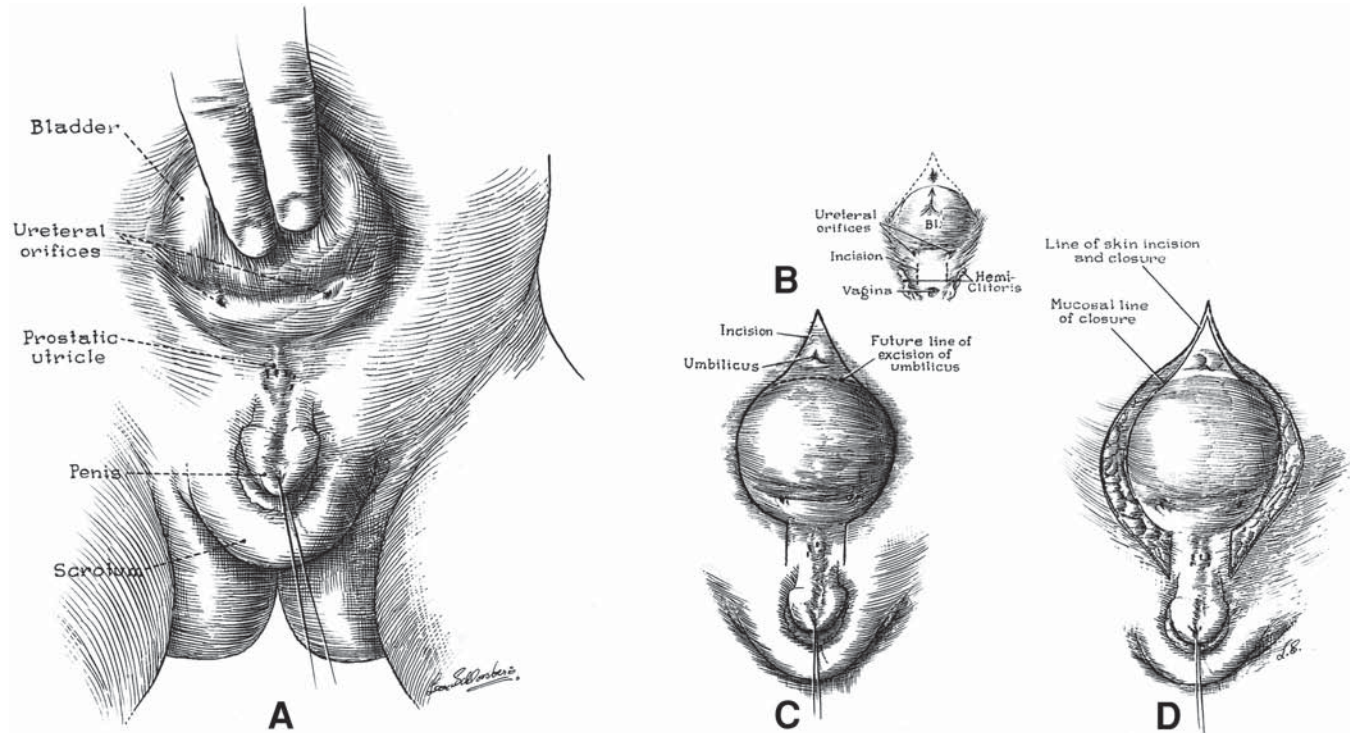 Bladder
Ureteral
orifices
Prostatic
utricle
Penis
Scrotum
A
Ureteral
orifices
Bl.
Incision
Hemi-
Clitoris
Vagina
B
Incision
Umbilicus
Future line of
excision of
umbilicus
C
Line of skin incision
and closure
Mucosal line
of closure
D